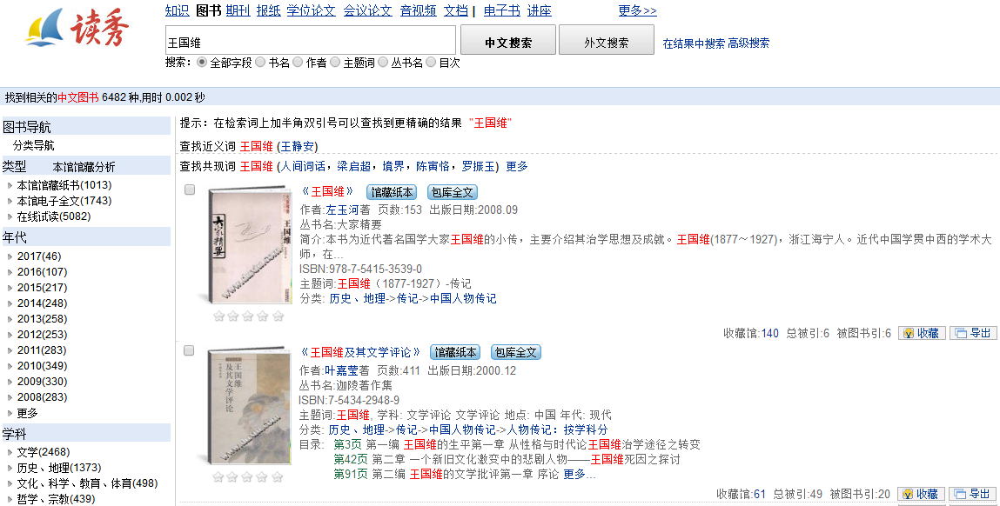 读秀
知识 图书 期刊 报纸 学位论文 会议论文 音视频 文档 | 电子书 讲座 更多>>
王国维 中文搜索 外文搜索 在结果中搜索 高级搜索
搜索: 全部字段 书名 作者 主题词 丛书名 目次
找到相关的中文图书 6482 种,用时 0.002 秒
图书导航
分类导航
类型 本馆馆藏分析
本馆馆藏纸书(1013)
本馆电子全文(1743)
在线试读(5082)
年代
2017(46)
2016(107)
2015(217)
2014(248)
2013(258)
2012(253)
2011(283)
2010(349)
2009(330)
2008(283)
更多
学科
文学(2468)
历史、地理(1373)
文化、科学、教育、体育(498)
哲学、宗教(439)
提示：在检索词上加半角双引号可以查找到更精确的结果 "王国维"
查找近义词 王国维 (王静安)
查找共现词 王国维 (人间词话，梁启超，境界，陈寅恪，罗振玉) 更多
大家精要
王国维
《王国维》 馆藏纸本 包库全文
作者:左玉河著 页数:153 出版日期:2008.09
丛书名:大家精要
简介:本书为近代著名国学大家王国维的小传，主要介绍其治学思想及成就。王国维(1877～1927)，浙江海宁人。近代中国学贯中西的学术大
师，在...
ISBN:978-7-5415-3539-0
主题词:王国维（1877-1927）-传记
分类: 历史、地理->传记->中国人物传记
收藏馆:140 总被引:6 被图书引:6 收藏 导出
王国维
及其文学评论
《王国维及其文学评论》 馆藏纸本 包库全文
作者:叶嘉莹著 页数:411 出版日期:2000.12
丛书名:迦陵著作集
ISBN:7-5434-2948-9
主题词:王国维, 学科: 文学评论 文学评论 地点: 中国 年代: 现代
分类: 历史、地理->传记->中国人物传记->人物传记：按学科分
目录: 第3页 第一编 王国维的生平第一章 从性格与时代论王国维治学途径之转变
第42页 第二章 一个新旧文化激变中的悲剧人物——王国维死因之探讨
第91页 第二编 王国维的文学批评第一章 序论 更多...
收藏馆:61 总被引:49 被图书引:20 收藏 导出